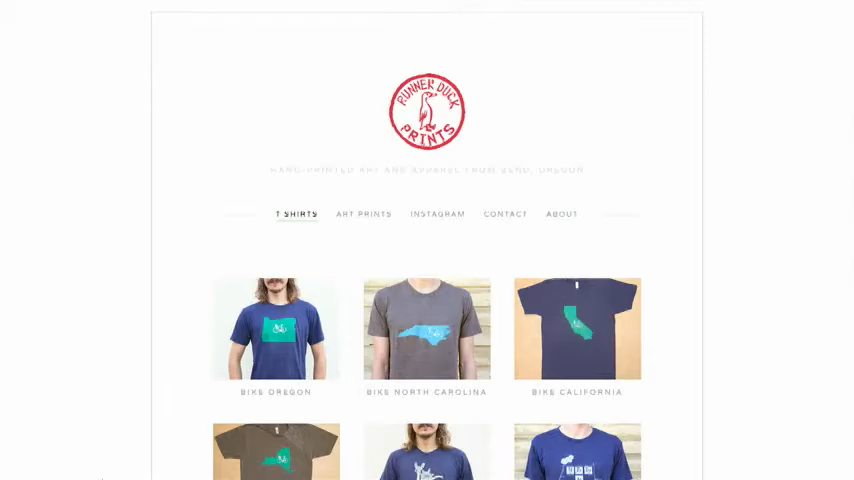 RUNNER DUCK
PRINTS
HAND-PRINTED ART AND APPAREL FROM BEND, OREGON
T SHIRTS ART PRINTS INSTAGRAM CONTACT ABOUT
BIKE OREGON BIKE NORTH CAROLINA BIKE CALIFORNIA